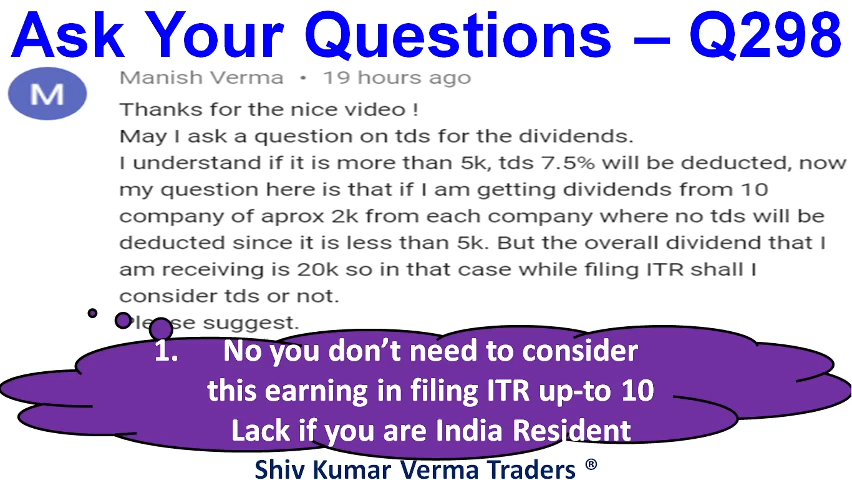 Ask Your Questions – Q298
M
Manish Verma • 19 hours ago
Thanks for the nice video !
May I ask a question on tds for the dividends.
I understand if it is more than 5k, tds 7.5% will be deducted, now
my question here is that if I am getting dividends from 10
company of aprox 2k from each company where no tds will be
deducted since it is less than 5k. But the overall dividend that I
am receiving is 20k so in that case while filing ITR shall I
consider tds or not.
Please suggest.
1. No you don’t need to consider
this earning in filing ITR up-to 10
Lack if you are India Resident
Shiv Kumar Verma Traders ®